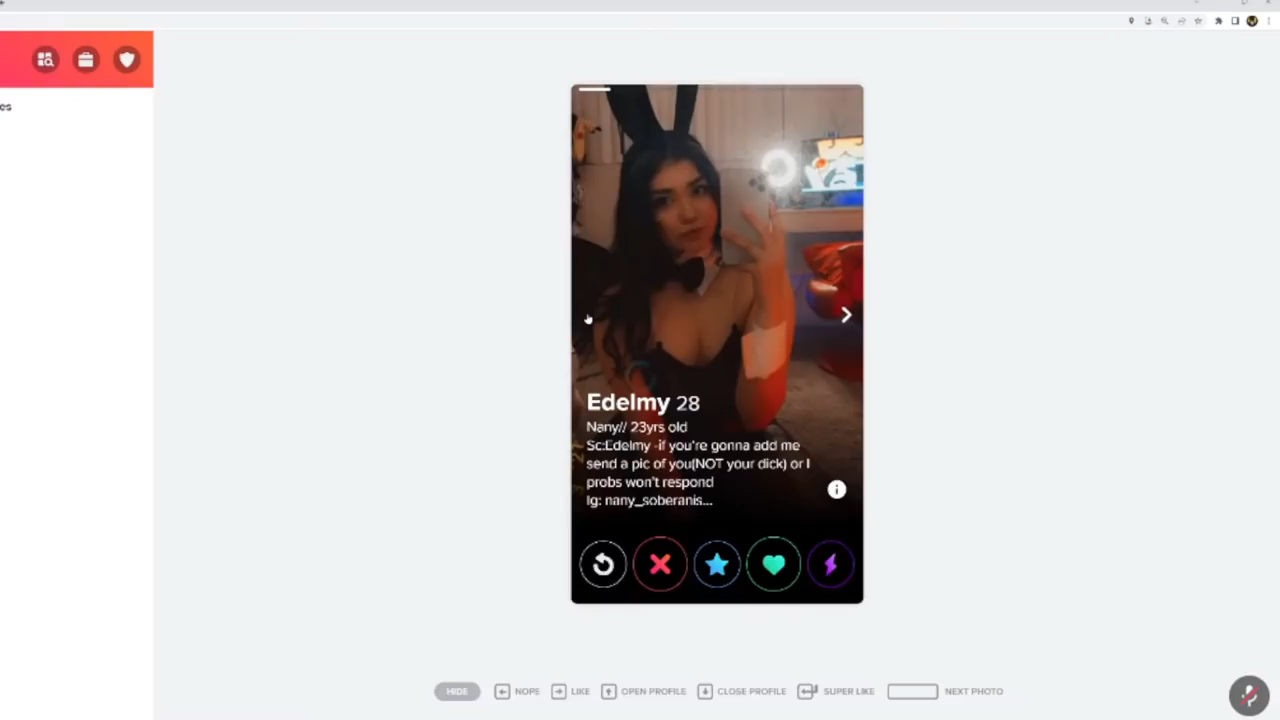 es
Edelmy 28
Nany// 23yrs old
Sc:Edelmy -if you're gonna add me
send a pic of you(NOT your dick) or I
probs won't respond
Ig: nany_soberanis...
HIDE NOPE LIKE OPEN PROFILE CLOSE PROFILE SUPER LIKE NEXT PHOTO